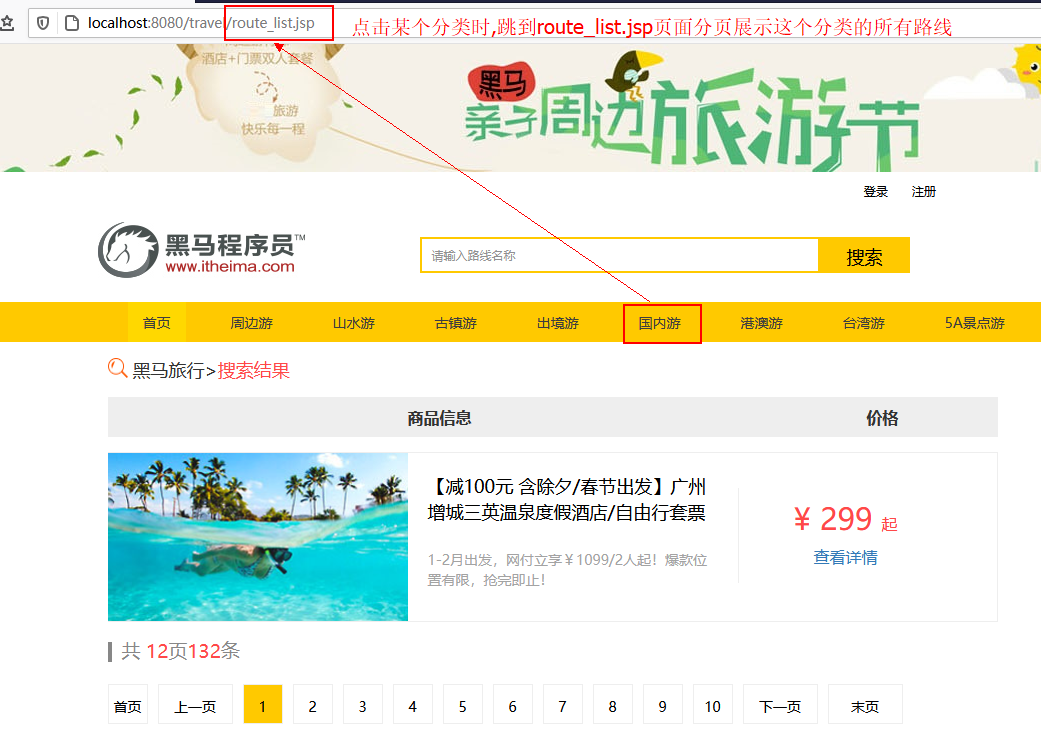 localhost:8080/travel/route_list.jsp
点击某个分类时,跳到route_list.jsp页面分页展示这个分类的所有路线
酒店+门票双人套餐
旅游
快乐每一程
黑马
亲子周边旅游节
登录 注册
黑马程序员™
www.itheima.com
请输入路线名称 搜索
首页 周边游 山水游 古镇游 出境游 国内游 港澳游 台湾游 5A景点游
黑马旅行>搜索结果
商品信息 价格
【减100元 含除夕/春节出发】广州
增城三英温泉度假酒店/自由行套票
¥ 299 起
查看详情
1-2月出发，网付立享￥1099/2人起！爆款位
置有限，抢完即止！
共 12页132条
首页 上一页 1 2 3 4 5 6 7 8 9 10 下一页 末页